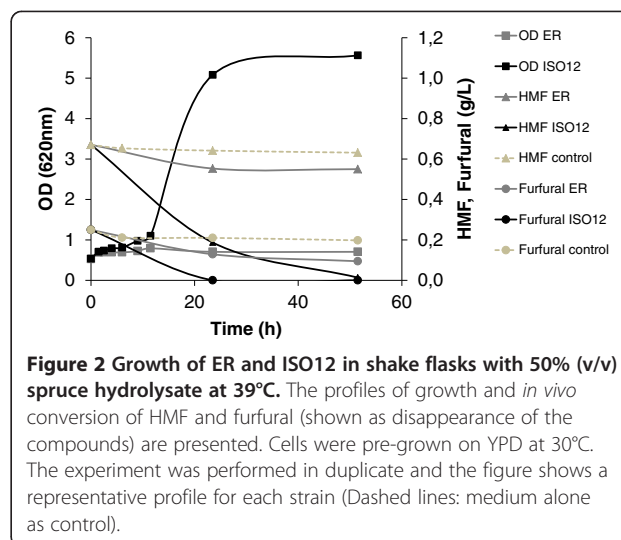 6
5
4
3
2
1
0
OD (620nm)
1,2
1,0
0,8
0,6
0,4
0,2
0,0
HMF, Furfural (g/L)
0 20 40 60
Time (h)
OD ER
OD ISO12
HMF ER
HMF ISO12
HMF control
Furfural ER
Furfural ISO12
Furfural control
Figure 2 Growth of ER and ISO12 in shake flasks with 50% (v/v)
spruce hydrolysate at 39°C. The profiles of growth and in vivo
conversion of HMF and furfural (shown as disappearance of the
compounds) are presented. Cells were pre-grown on YPD at 30°C.
The experiment was performed in duplicate and the figure shows a
representative profile for each strain (Dashed lines: medium alone
as control).